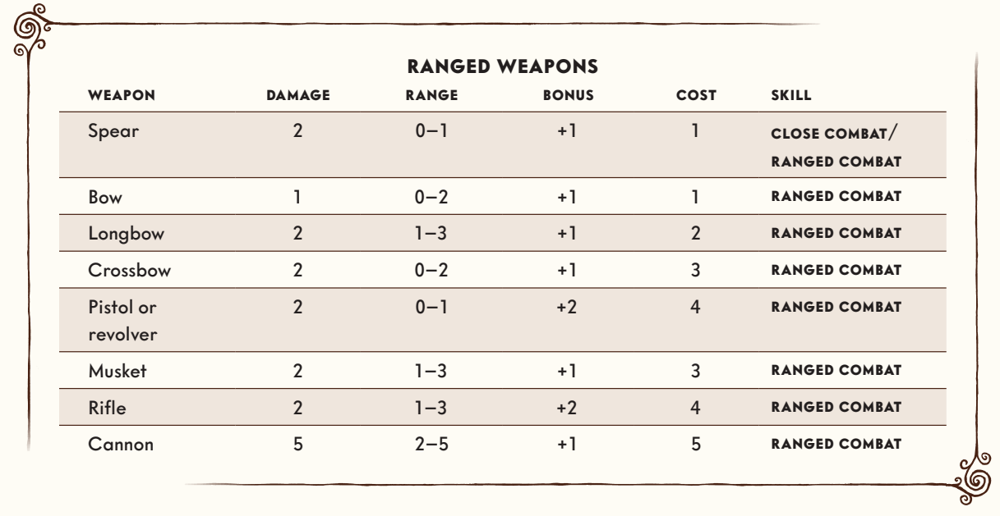 RANGED WEAPONS
WEAPON DAMAGE RANGE BONUS COST SKILL
Spear 2 0–1 +1 1 CLOSE COMBAT/
RANGED COMBAT
Bow 1 0–2 +1 1 RANGED COMBAT
Longbow 2 1–3 +1 2 RANGED COMBAT
Crossbow 2 0–2 +1 3 RANGED COMBAT
Pistol or 2 0–1 +2 4 RANGED COMBAT
revolver
Musket 2 1–3 +1 3 RANGED COMBAT
Rifle 2 1–3 +2 4 RANGED COMBAT
Cannon 5 2–5 +1 5 RANGED COMBAT